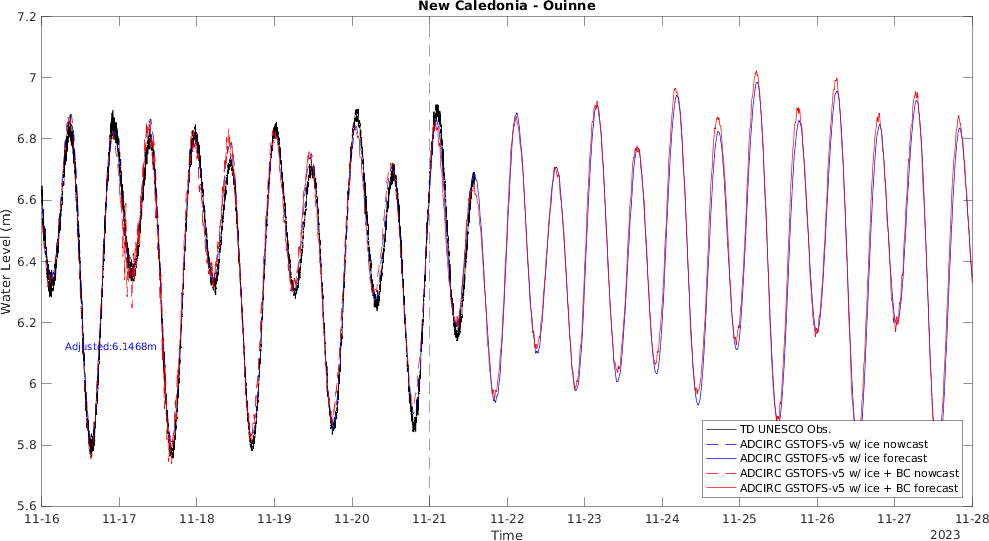 New Caledonia - Ouinne
7.2
7
6.8
6.6
6.4
6.2
6
5.8
5.6
Water Level (m)
Adjusted:6.1468m
TD UNESCO Obs.
ADCIRC GSTOFS-v5 w/ ice nowcast
ADCIRC GSTOFS-v5 w/ ice forecast
ADCIRC GSTOFS-v5 w/ ice + BC nowcast
ADCIRC GSTOFS-v5 w/ ice + BC forecast
11-16 11-17 11-18 11-19 11-20 11-21 11-22 11-23 11-24 11-25 11-26 11-27 11-28
Time
2023